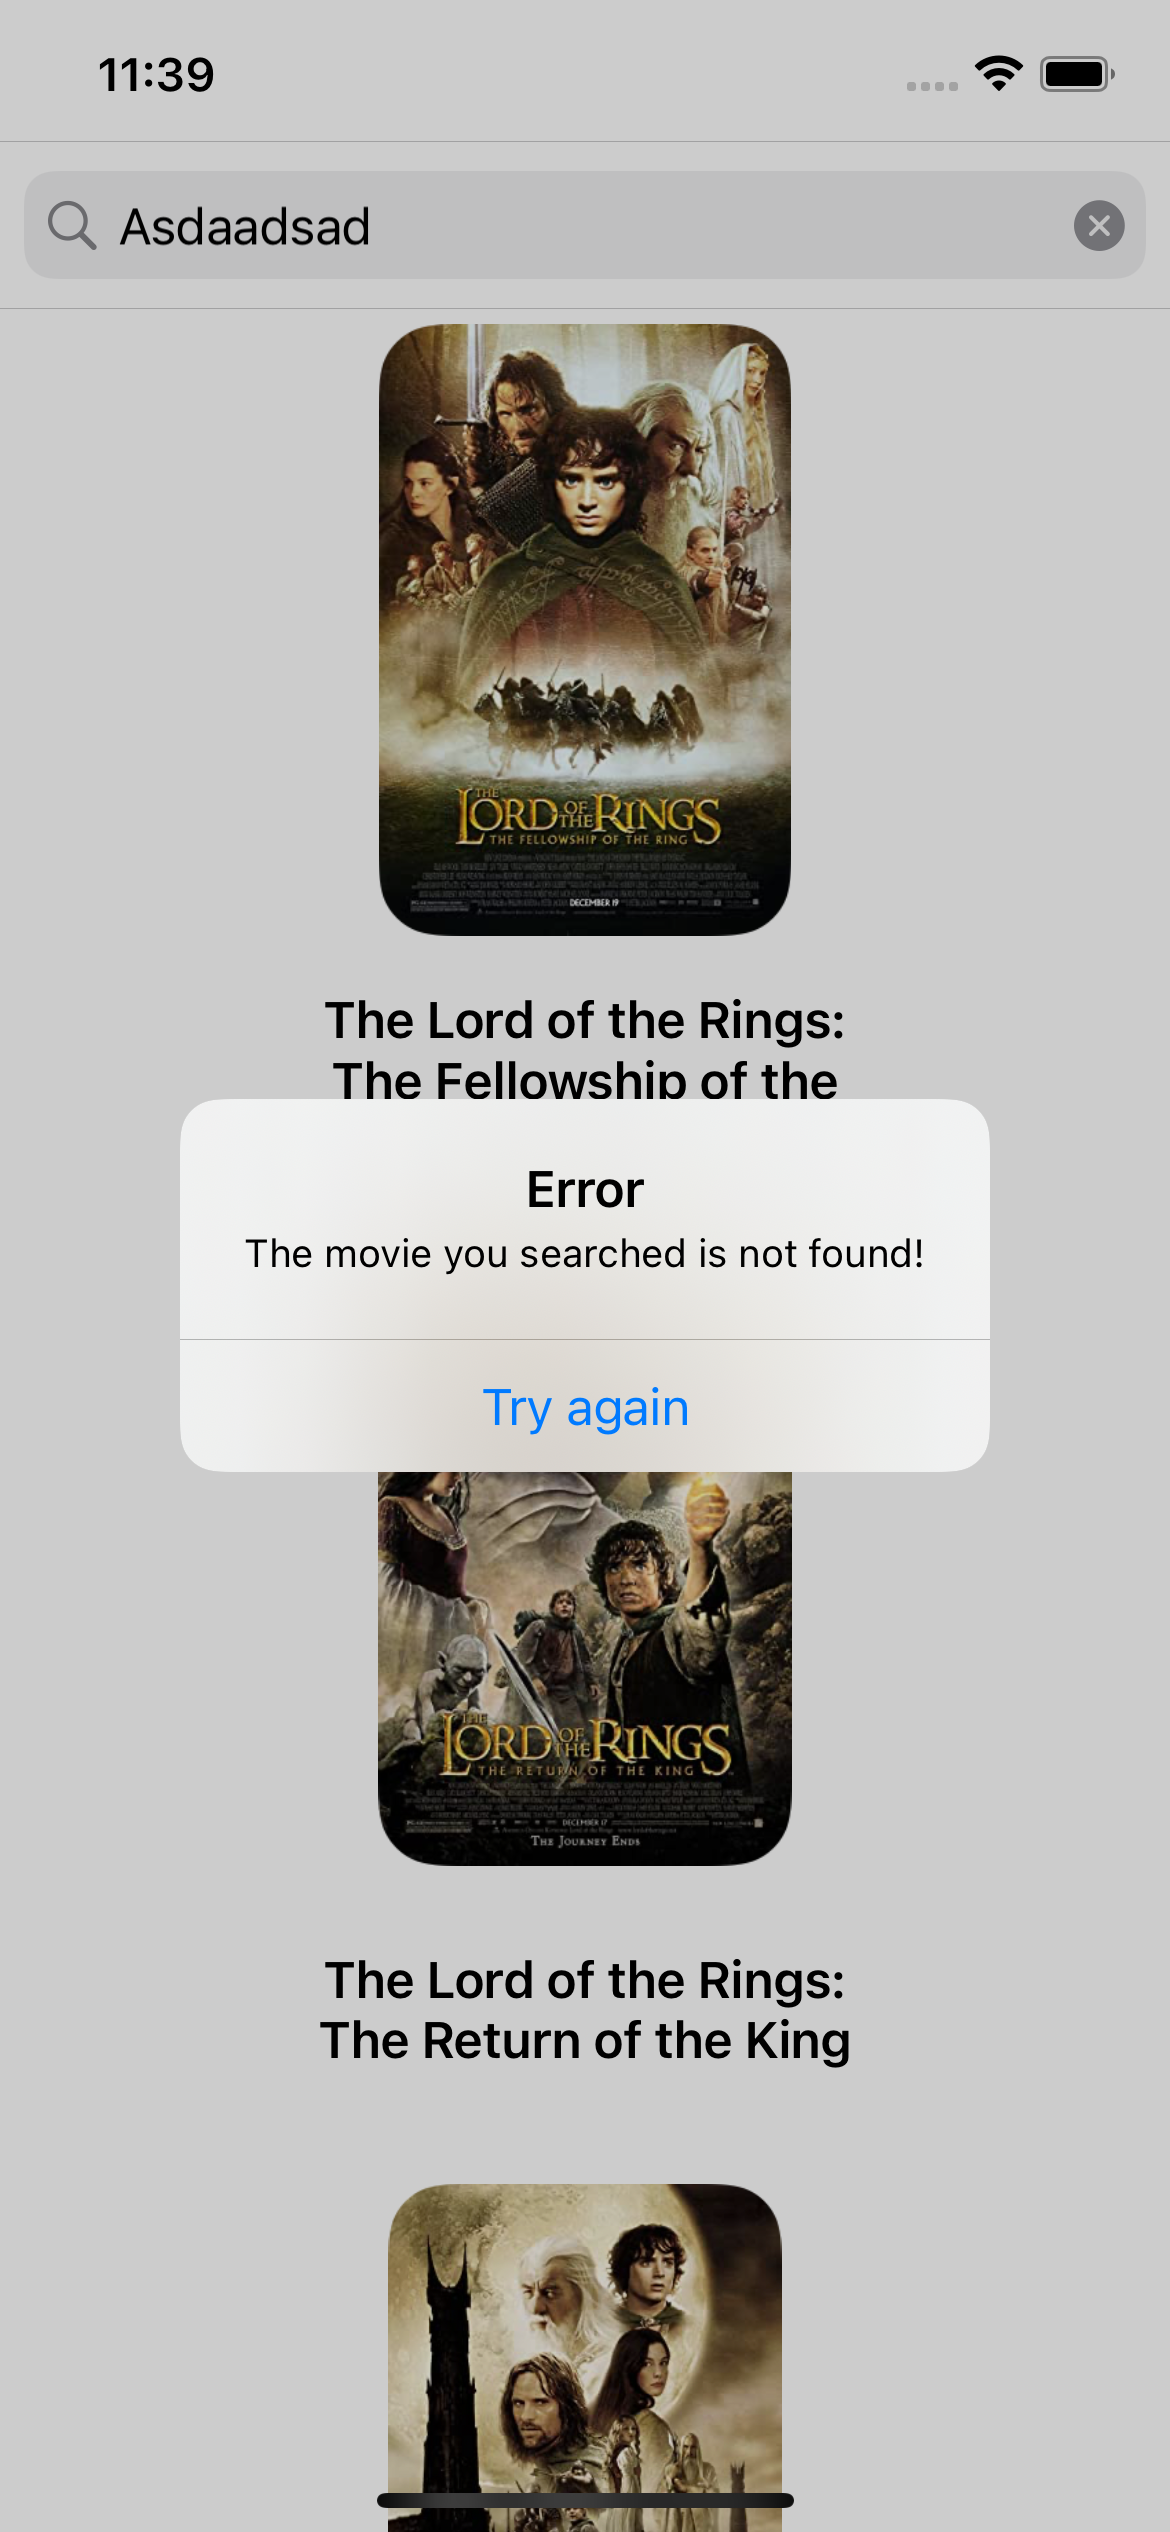 11:39
Asdaadsad
THE
LORD OF THE RINGS
THE FELLOWSHIP OF THE RING
DECEMBER 19
The Lord of the Rings:
The Fellowship of the
Error
The movie you searched is not found!
Try again
THE
LORD OF THE RINGS
THE RETURN OF THE KING
DECEMBER 17
THE JOURNEY ENDS
The Lord of the Rings:
The Return of the King